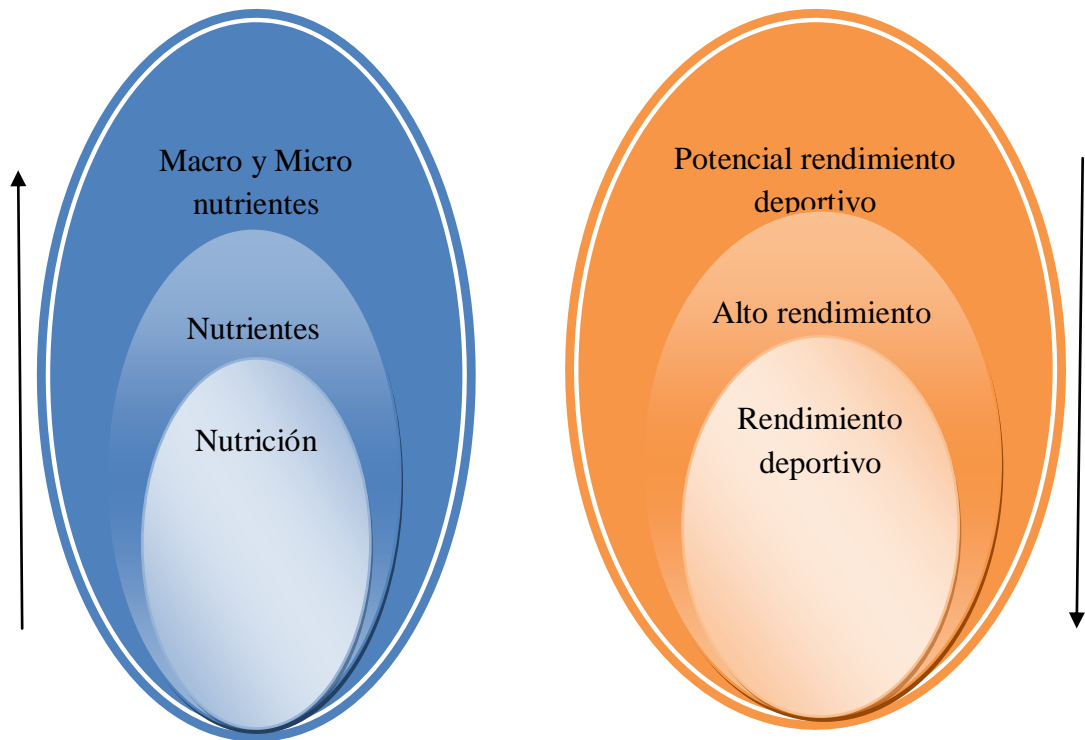 Macro y Micro
nutrientes
Nutrientes
Nutrición
Potencial rendimiento
deportivo
Alto rendimiento
Rendimiento
deportivo